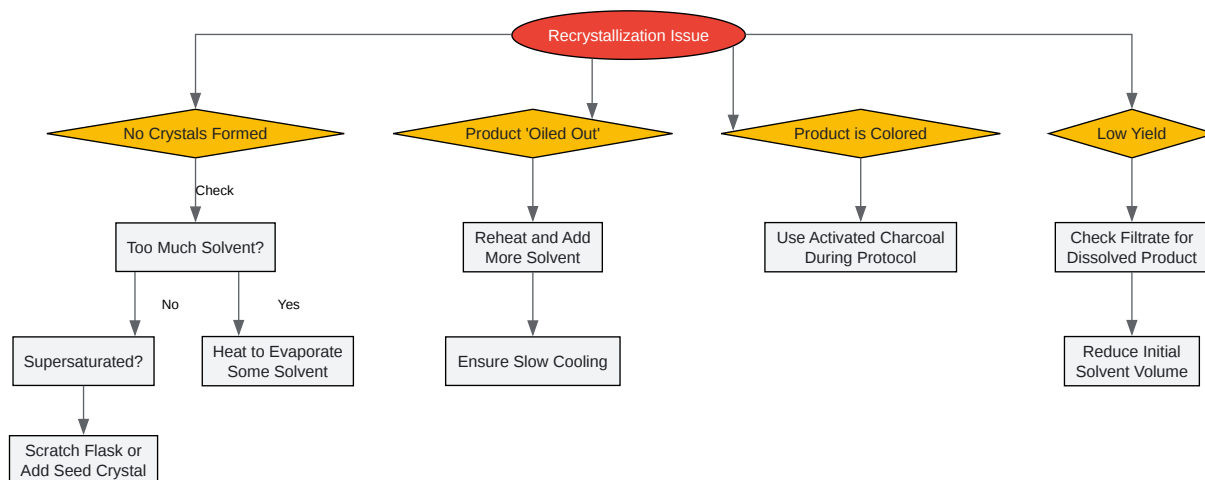 Recrystallization Issue
No Crystals Formed
Product 'Oiled Out'
Product is Colored
Low Yield
Check
Too Much Solvent?
Reheat and Add
More Solvent
Use Activated Charcoal
During Protocol
Check Filtrate for
Dissolved Product
No
Yes
Supersaturated?
Heat to Evaporate
Some Solvent
Ensure Slow Cooling
Reduce Initial
Solvent Volume
Scratch Flask or
Add Seed Crystal